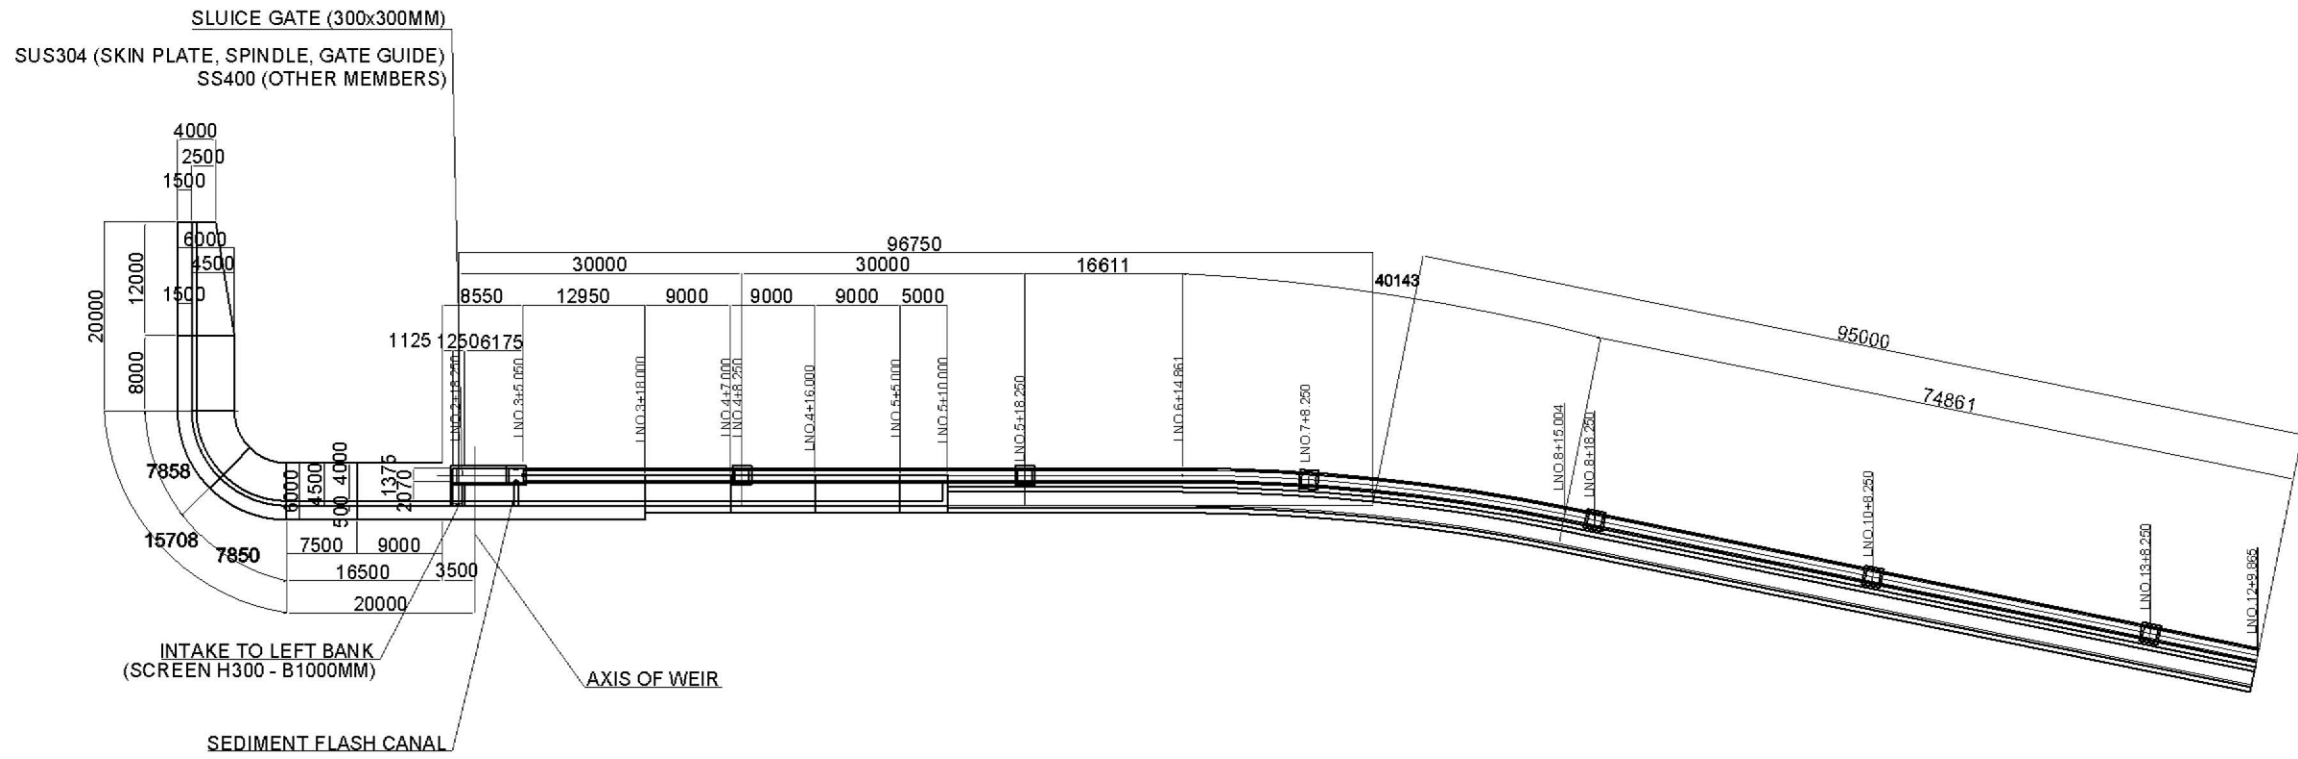 SLUICE GATE (300x300MM)
SUS304 (SKIN PLATE, SPINDLE, GATE GUIDE)
SS400 (OTHER MEMBERS)
4000
2500
1500
6000
4500
1500
20000
12000
8000
96750
30000
30000
16611
40143
95000
74861
8550
12950
9000
9000
9000
5000
1125
1250
6175
LNO.2+18.250
LNO.3+5.050
LNO.3+18.000
LNO.4+7.000
LNO.4+8.250
LNO.4+16.000
LNO.5+5.000
LNO.5+10.000
LNO.5+18.250
LNO.6+14.861
LNO.7+8.250
LNO.8+15.004
LNO.8+18.250
LNO.10+8.250
LNO.13+8.250
LNO.12+9.865
7858
15708
7850
6000
4500
4000
5000
1375
2070
7500
9000
16500
3500
20000
INTAKE TO LEFT BANK
(SCREEN H300 - B1000MM)
AXIS OF WEIR
SEDIMENT FLASH CANAL